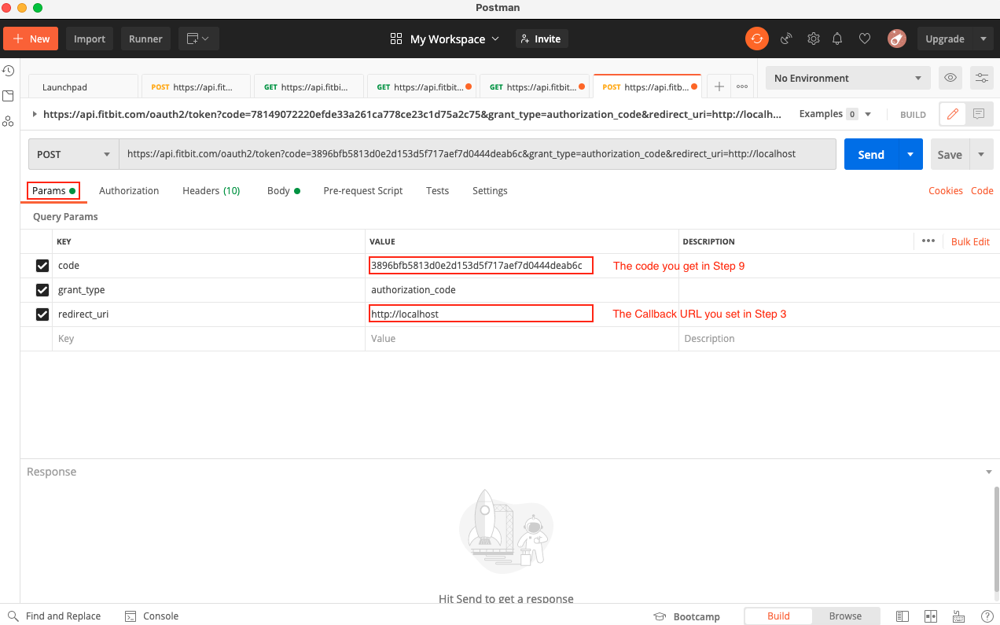 Postman
New Import Runner My Workspace Invite Upgrade
Launchpad POST https://api.fit... GET https://api.fitbi... GET https://api.fitbit... GET https://api.fitbit... POST https://api.fitb... No Environment
https://api.fitbit.com/oauth2/token?code=78149072220efde33a261ca778ce23c1d75a2c75&grant_type=authorization_code&redirect_uri=http://localh... Examples 0 BUILD
POST https://api.fitbit.com/oauth2/token?code=3896bfb5813d0e2d153d5f717aef7d0444deab6c&grant_type=authorization_code&redirect_uri=http://localhost Send Save
Params Authorization Headers (10) Body Pre-request Script Tests Settings Cookies Code
Query Params
KEY VALUE DESCRIPTION Bulk Edit
code 3896bfb5813d0e2d153d5f717aef7d0444deab6c The code you get in Step 9
grant_type authorization_code
redirect_uri http://localhost The Callback URL you set in Step 3
Key Value Description
Response
Hit Send to get a response
Find and Replace Console Bootcamp Build Browse